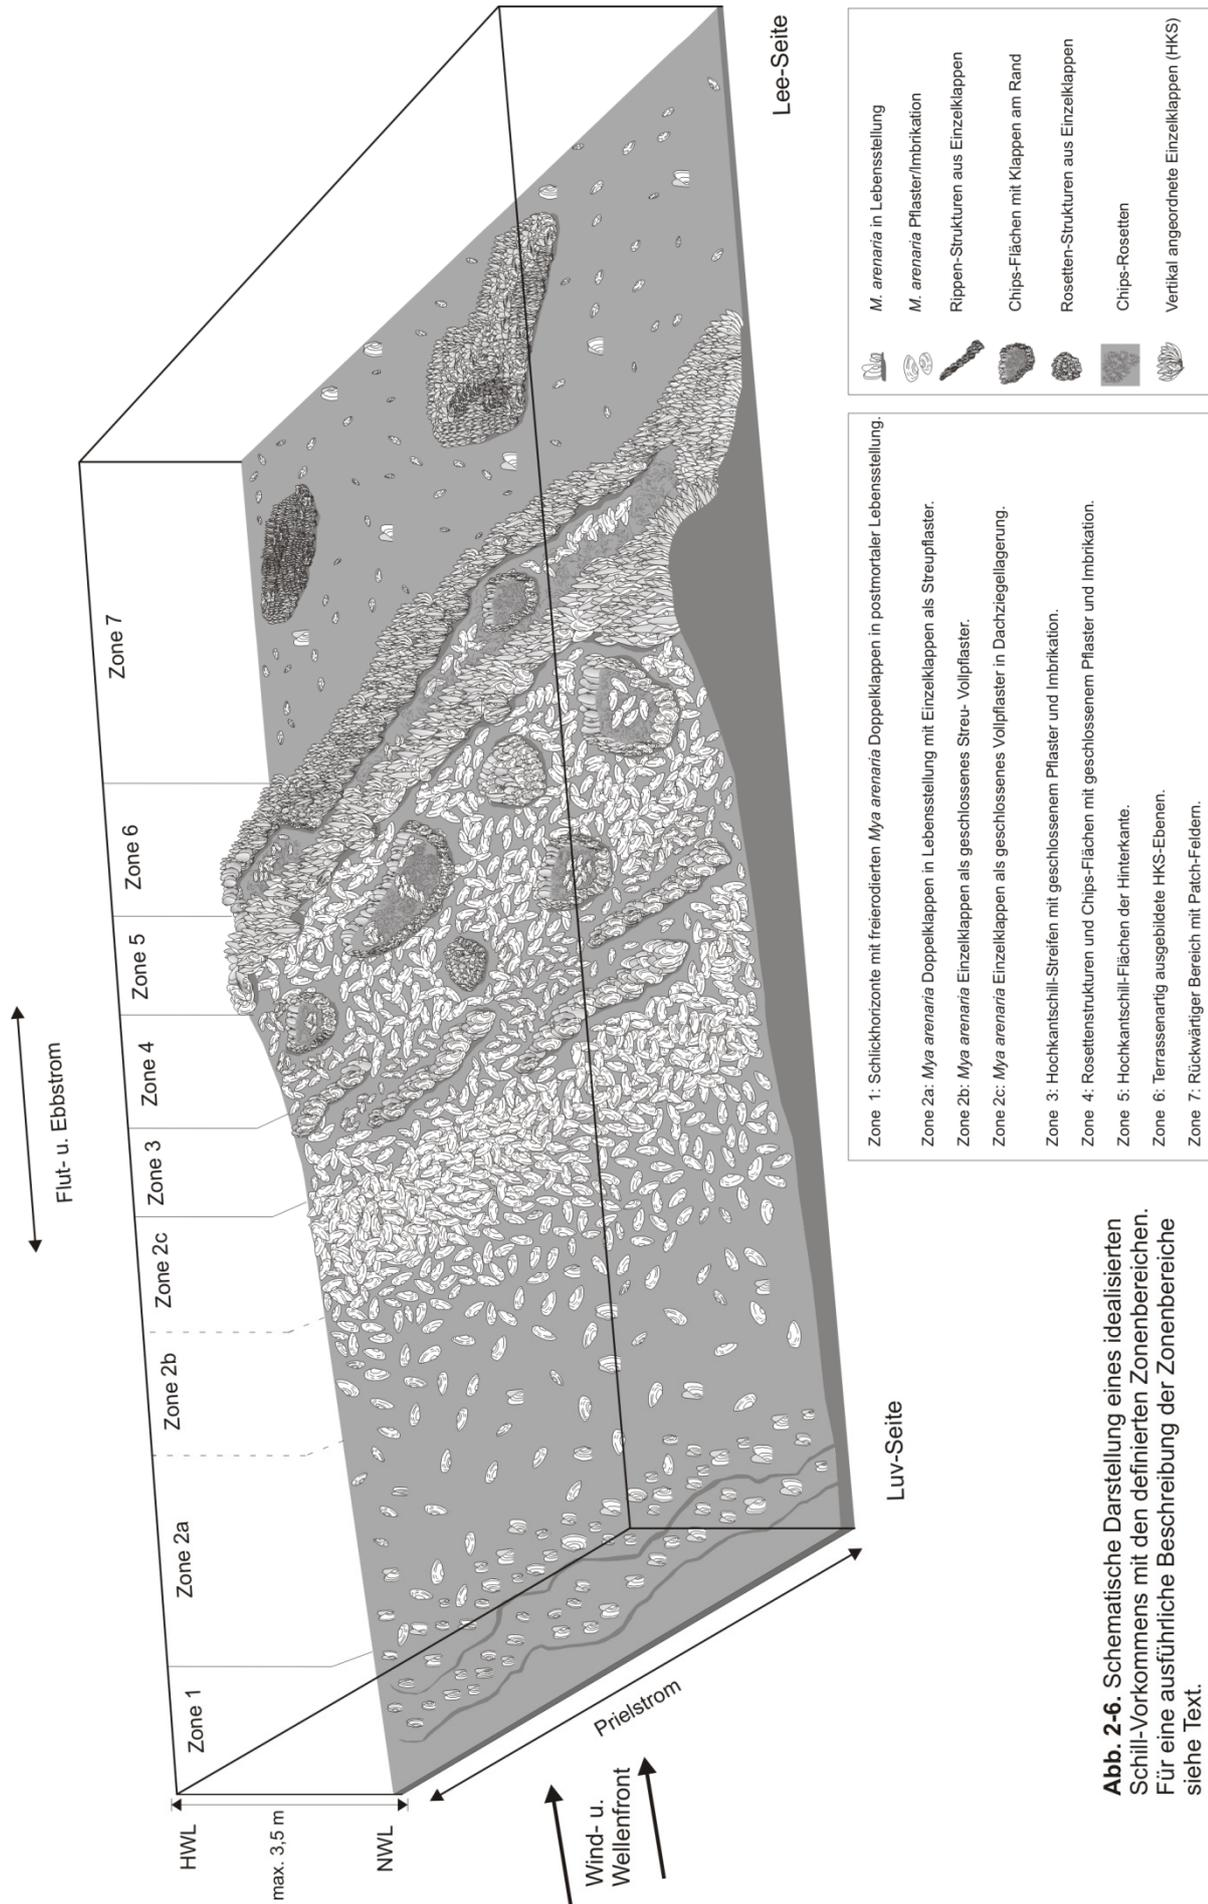 Flut- u. Ebbstrom
Zone 1
Zone 2a
Zone 2b
Zone 2c
Zone 3
Zone 4
Zone 5
Zone 6
Zone 7
HWL
max. 3,5 m
NWL
Wind- u.
Wellenfront
Prielstrom
Luv-Seite
Lee-Seite
Abb. 2-6. Schematische Darstellung eines idealisierten
Schill-Vorkommens mit den definierten Zonenbereichen.
Für eine ausführliche Beschreibung der Zonenbereiche
siehe Text.
Zone 1: Schlickhorizonte mit freierodierten Mya arenaria Doppelklappen in postmortaler Lebensstellung.
Zone 2a: Mya arenaria Doppelklappen in Lebensstellung mit Einzelklappen als Streupflaster.
Zone 2b: Mya arenaria Einzelklappen als geschlossenes Streu- Vollpflaster.
Zone 2c: Mya arenaria Einzelklappen als geschlossenes Vollpflaster in Dachziegellagerung.
Zone 3: Hochkantschill-Streifen mit geschlossenem Pflaster und Imbrikation.
Zone 4: Rosettenstrukturen und Chips-Flächen mit geschlossenem Pflaster und Imbrikation.
Zone 5: Hochkantschill-Flächen der Hinterkante.
Zone 6: Terrassenartig ausgebildete HKS-Ebenen.
Zone 7: Rückwärtiger Bereich mit Patch-Feldern.
M. arenaria in Lebensstellung
M. arenaria Pflaster/Imbrikation
Rippen-Strukturen aus Einzelklappen
Chips-Flächen mit Klappen am Rand
Rosetten-Strukturen aus Einzelklappen
Chips-Rosetten
Vertikal angeordnete Einzelklappen (HKS)